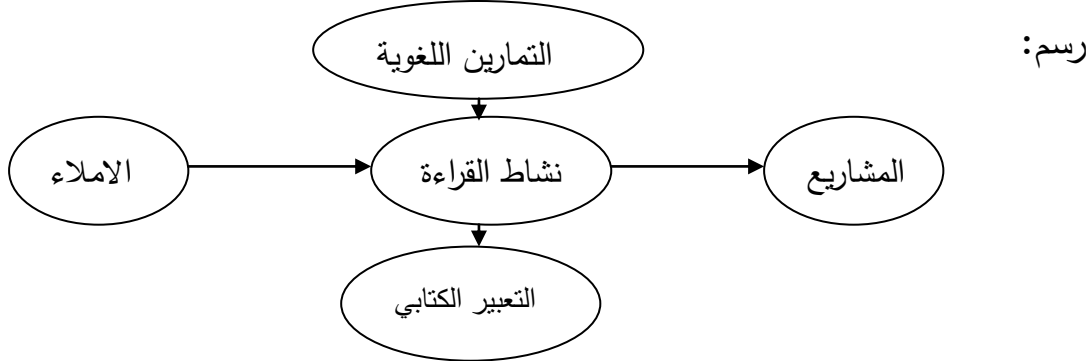 رسم:
التمارين اللغوية
المشاريع
نشاط القراءة
الاملاء
التعبير الكتابي